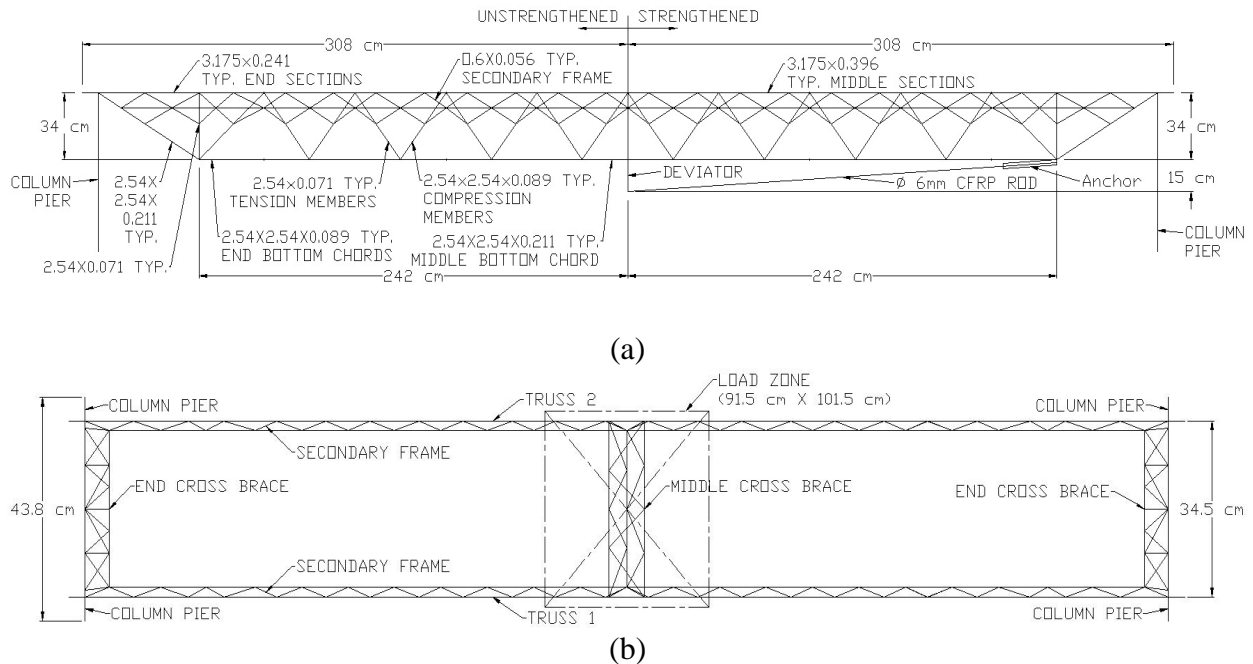 UNSTRENGTHENED
STRENGTHENED
308 cm
308 cm
3.175x0.241
TYP. END SECTIONS
0.6X0.056 TYP.
SECONDARY FRAME
3.175x0.396
TYP. MIDDLE SECTIONS
34 cm
34 cm
COLUMN
PIER
2.54X
2.54X
0.211
TYP.
2.54x0.071 TYP.
TENSION MEMBERS
2.54x2.54x0.089 TYP.
COMPRESSION
MEMBERS
DEVIATOR
Ø 6mm CFRP ROD
Anchor
15 cm
2.54X0.071 TYP.
2.54X2.54X0.089 TYP.
END BOTTOM CHORDS
2.54X2.54X0.211 TYP.
MIDDLE BOTTOM CHORD
COLUMN
PIER
242 cm
242 cm
(a)
COLUMN PIER
TRUSS 2
LOAD ZONE
(91.5 cm X 101.5 cm)
COLUMN PIER
SECONDARY FRAME
43.8 cm
END CROSS BRACE
MIDDLE CROSS BRACE
END CROSS BRACE
34.5 cm
SECONDARY FRAME
COLUMN PIER
TRUSS 1
COLUMN PIER
(b)